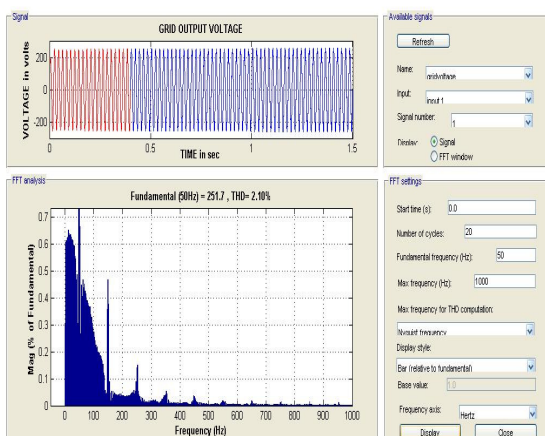 Signal
GRID OUTPUT VOLTAGE
VOLTAGE in volts
200
0
-200
0
0.5
1
1.5
TIME in sec
Available signals
Refresh
Name:
gridvoltage
Input:
input 1
Signal number:
1
Display:
Signal
FFT window
FFT analysis
Fundamental (50Hz) = 251.7 , THD= 2.10%
Mag (% of Fundamental)
0.7
0.6
0.5
0.4
0.3
0.2
0.1
0
0
100
200
300
400
500
600
700
800
900
1000
Frequency (Hz)
FFT settings
Start time (s):
0.0
Number of cycles:
20
Fundamental frequency (Hz):
50
Max frequency (Hz):
1000
Max frequency for THD computation:
Nyquist frequency
Display style:
Bar (relative to fundamental)
Base value:
1.0
Frequency axis:
Hertz
Display
Close